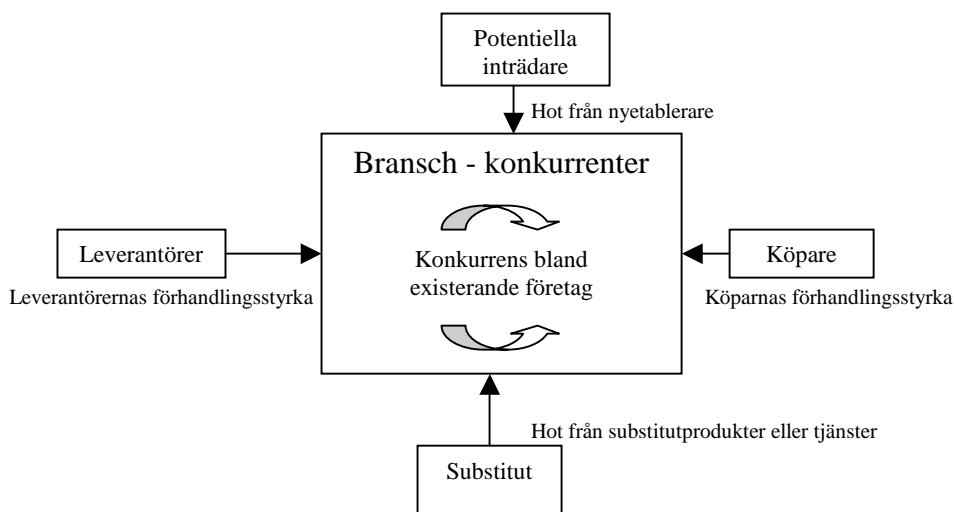 Potentiella
inträdare
Hot från nyetablerare
Bransch - konkurrenter
Leverantörer
Konkurrens bland
existerande företag
Köpare
Leverantörernas förhandlingsstyrka
Köparnas förhandlingsstyrka
Hot från substitutprodukter eller tjänster
Substitut